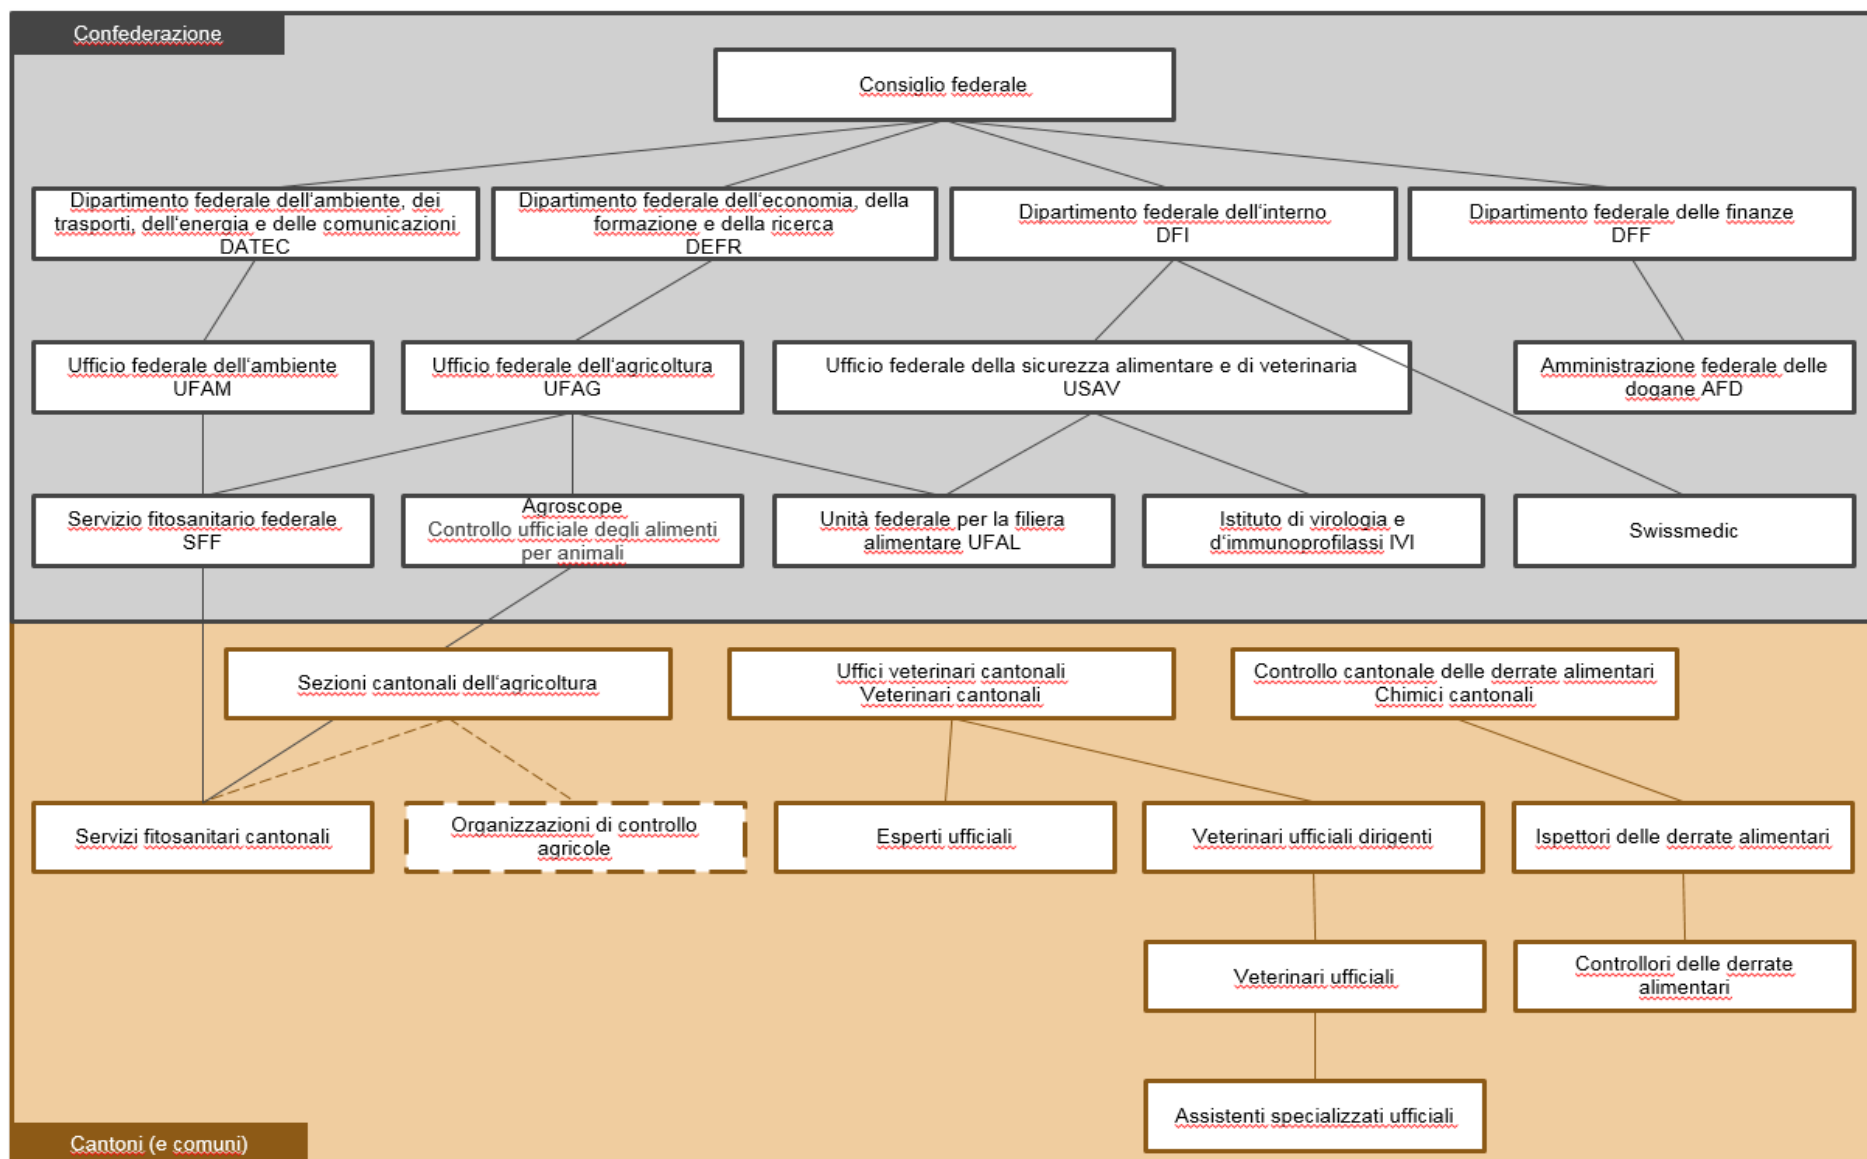 Confederazione
Consiglio federale
Dipartimento federale dell‘ambiente, dei
trasporti, dell‘energia e delle comunicazioni
DATEC
Dipartimento federale dell‘economia, della
formazione e della ricerca
DEFR
Dipartimento federale dell‘interno
DFI
Dipartimento federale delle finanze
DFF
Ufficio federale dell‘ambiente
UFAM
Ufficio federale dell‘agricoltura
UFAG
Ufficio federale della sicurezza alimentare e di veterinaria
USAV
Amministrazione federale delle
dogane AFD
Servizio fitosanitario federale
SFF
Agroscope
Controllo ufficiale degli alimenti
per animali
Unità federale per la filiera
alimentare UFAL
Istituto di virologia e
d‘immunoprofilassi IVI
Swissmedic
Sezioni cantonali dell‘agricoltura
Uffici veterinari cantonali
Veterinari cantonali
Controllo cantonale delle derrate alimentari
Chimici cantonali
Servizi fitosanitari cantonali
Organizzazioni di controllo
agricole
Esperti ufficiali
Veterinari ufficiali dirigenti
Ispettori delle derrate alimentari
Veterinari ufficiali
Controllori delle derrate
alimentari
Assistenti specializzati ufficiali
Cantoni (e comuni)